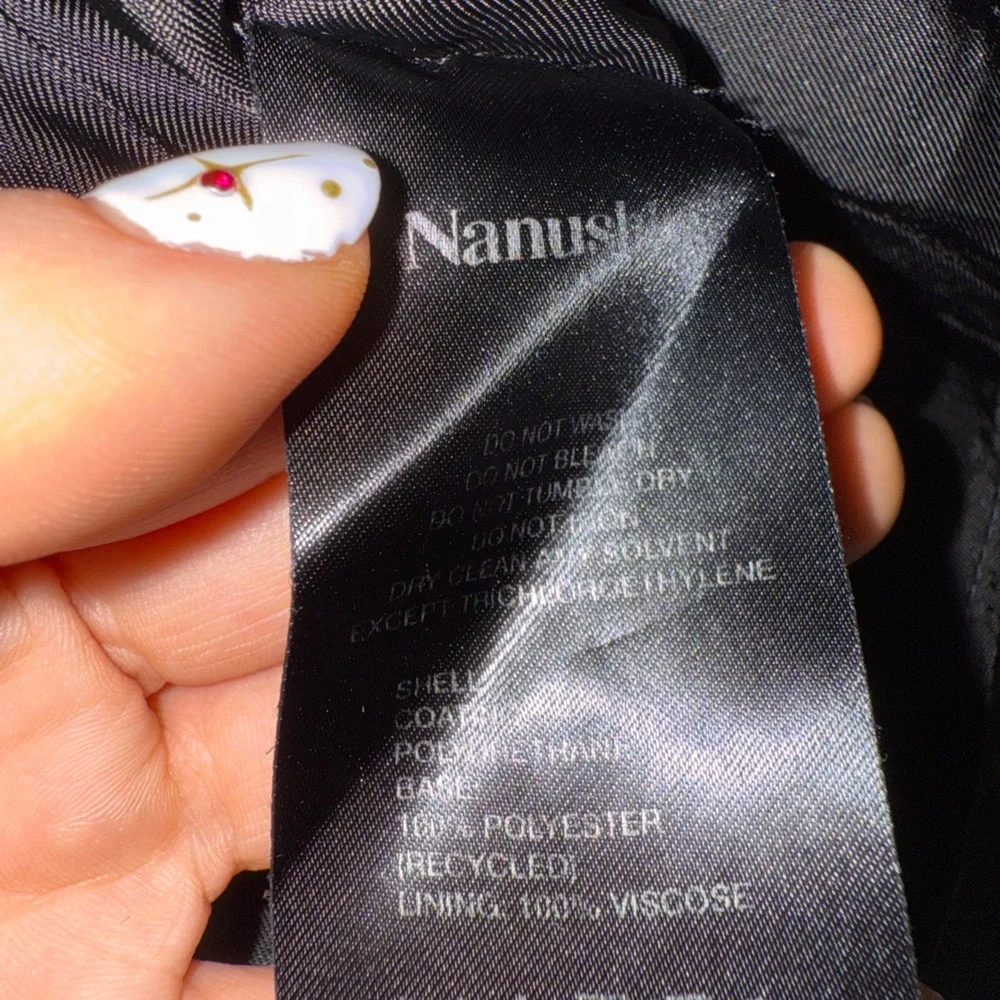 Nanush
DO NOT WASH
DO NOT BLEACH
DO NOT TUMBLE DRY
DO NOT IRON
DRY CLEAN ANY SOLVENT
EXCEPT TRICHLOROETHYLENE
SHELL
COATING
POLYURETHANE
BASE
100% POLYESTER
(RECYCLED)
LINING, 100% VISCOSE